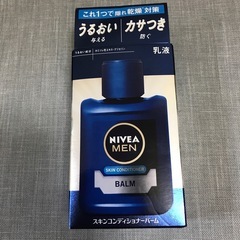 これ1つで 揺れ乾燥 対策
うるおい カサつき
与える 防ぐ
乳液
NIVEA
MEN
SKIN CONDITIONER
BALM
スキンコンディショナーバーム